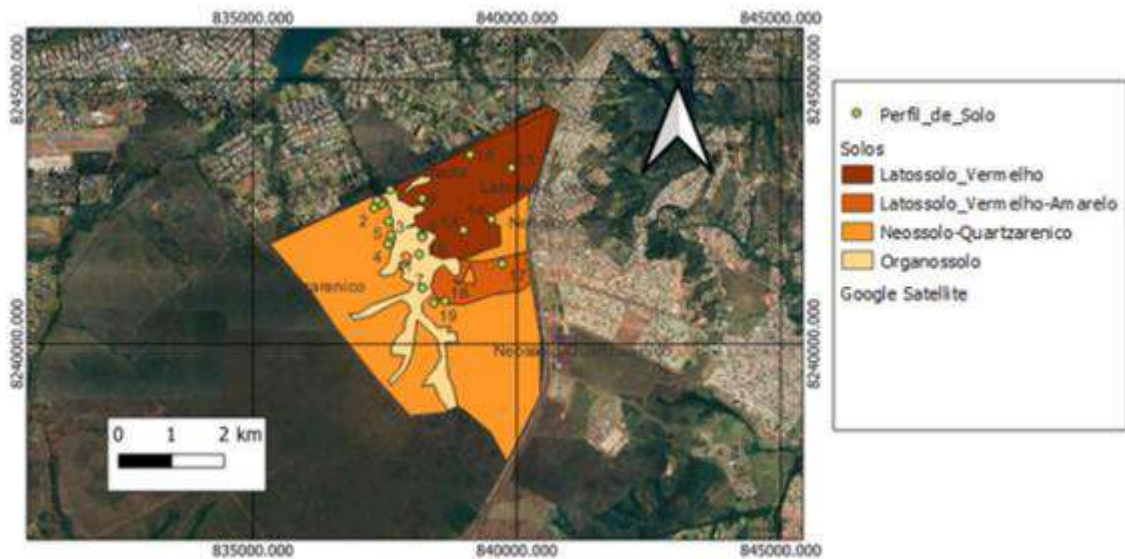 835000.000 840000.000 845000.000
8245000.000 8245000.000
Perfil_de_Solo
Solos
Latossolo_Vermelho
Latossolo_Vermelho-Amarelo
Neossolo-Quartzarenico
Organossolo
Google Satellite
2
3
5
4
7
17
18
19
8240000.000 8240000.000
0 1 2 km
835000.000 840000.000 845000.000